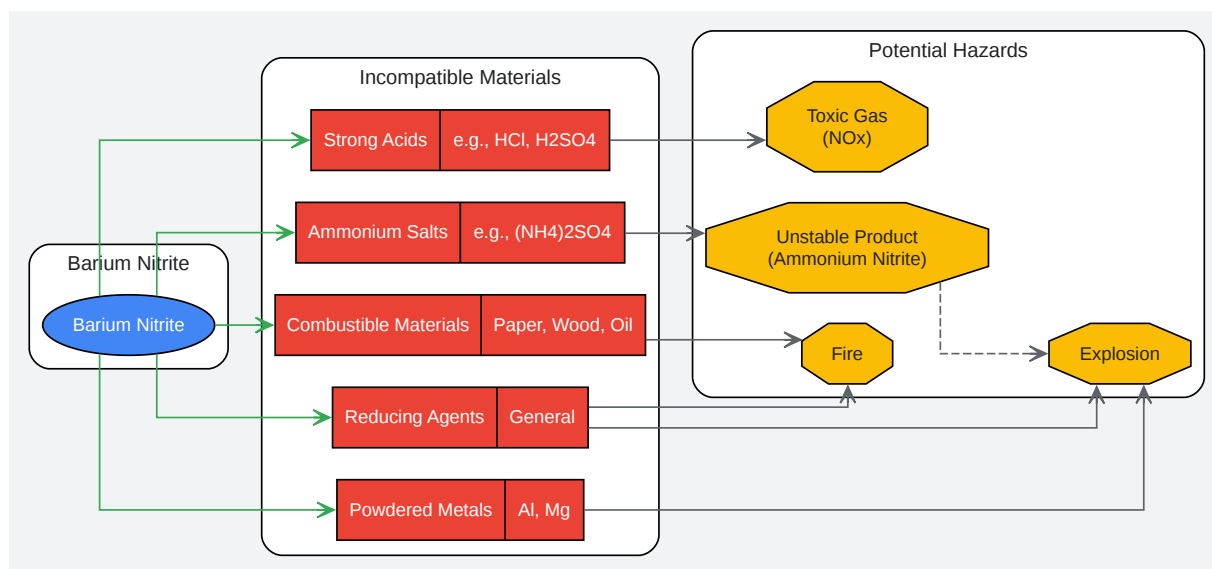 Barium Nitrite
Barium Nitrite
Incompatible Materials
Strong Acids
e.g., HCl, H2SO4
Ammonium Salts
e.g., (NH4)2SO4
Combustible Materials
Paper, Wood, Oil
Reducing Agents
General
Powdered Metals
Al, Mg
Potential Hazards
Toxic Gas
(NOx)
Unstable Product
(Ammonium Nitrite)
Fire
Explosion